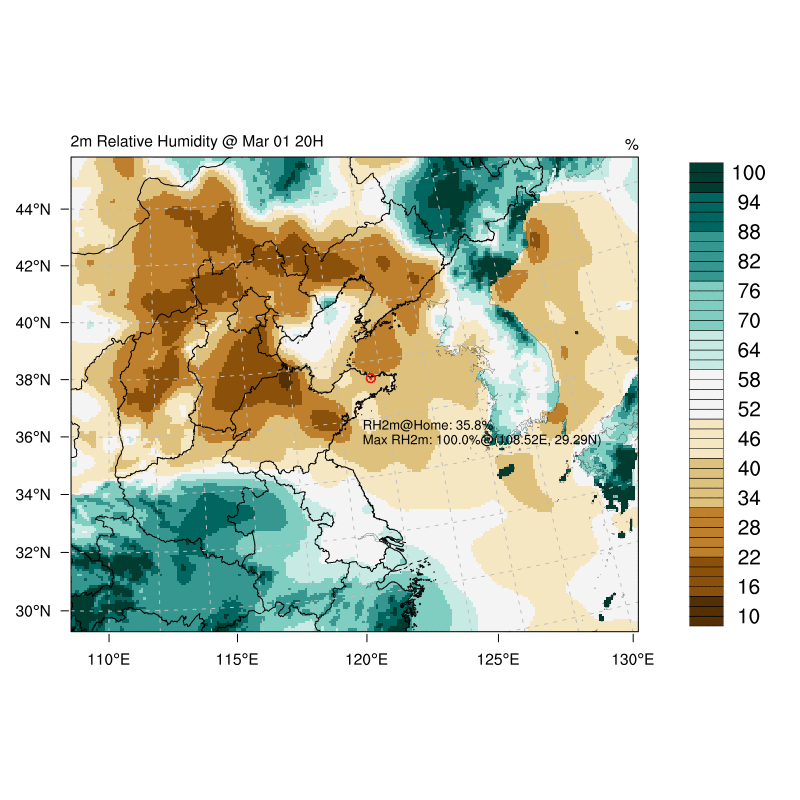 2m Relative Humidity @ Mar 01 20H
%
44°N
42°N
40°N
38°N
36°N
34°N
32°N
30°N
110°E
115°E
120°E
125°E
130°E
RH2m@Home: 35.8%
Max RH2m: 100.0%@(108.52E, 29.29N)
100
94
88
82
76
70
64
58
52
46
40
34
28
22
16
10